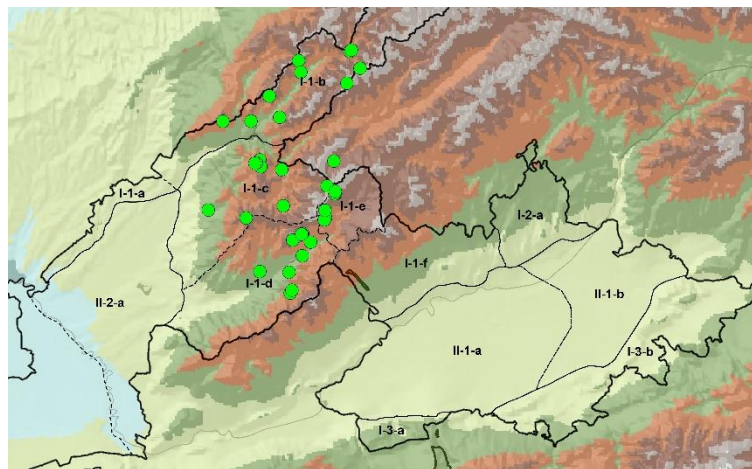 I-1-b
I-1-a
I-1-c
I-1-e
I-2-a
I-1-f
I-1-d
II-2-a
II-1-b
II-1-a
I-3-b
I-3-a